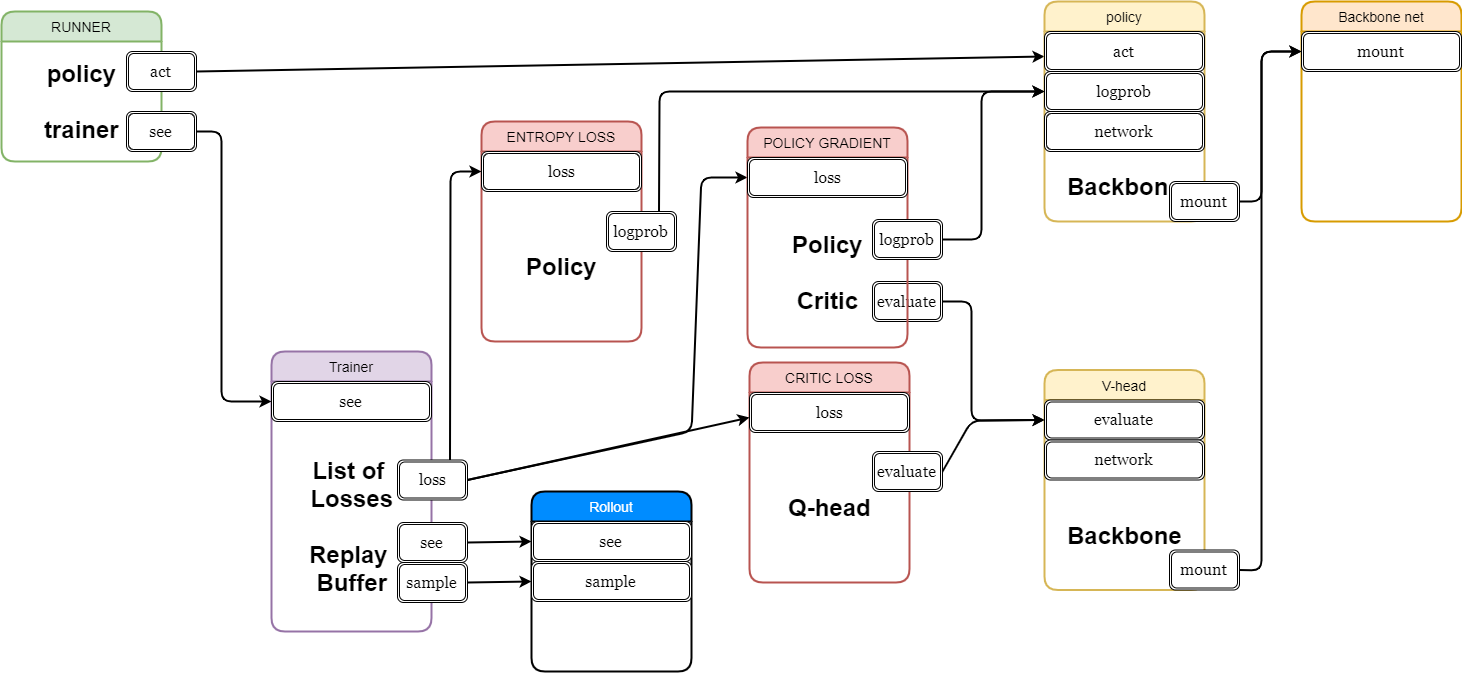 RUNNER
policy
act
trainer
see
ENTROPY LOSS
loss
logprob
Policy
POLICY GRADIENT
loss
Policy
logprob
Critic
evaluate
policy
act
logprob
network
Backbon
mount
Backbone net
mount
Trainer
see
List of
Losses
loss
Replay
Buffer
see
sample
Rollout
see
sample
CRITIC LOSS
loss
evaluate
Q-head
V-head
evaluate
network
Backbone
mount